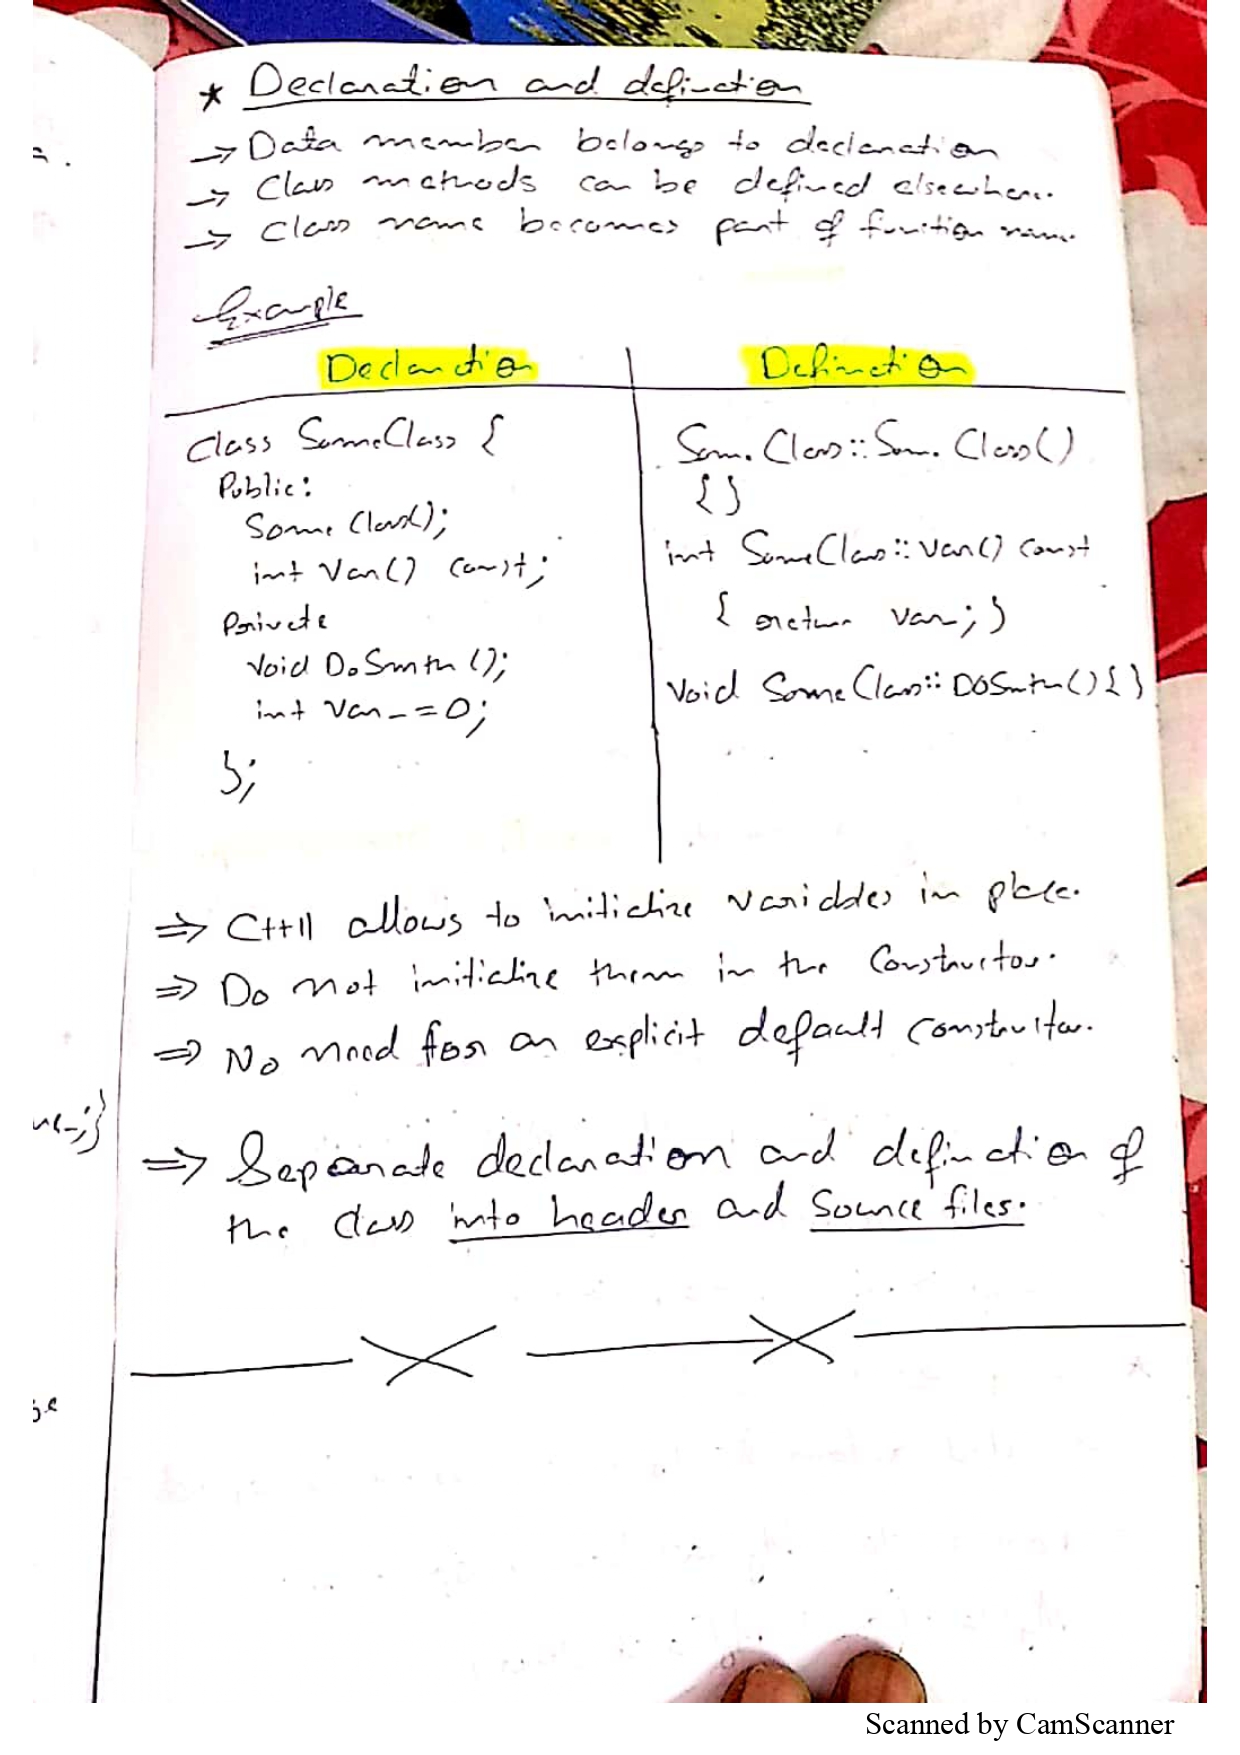 * Declaration and definition
→ Data member belongs to declaration
→ Class methods can be defined elsewhere.
→ Class name becomes part of function name.
Example
Declaration
Definition
class SomeClass {
Public:
SomeClass();
int var() const;
Private
void DoSmth();
int var_=0;
};
SomeClass::SomeClass()
{}
int SomeClass::var() const
{ return var_; }
void SomeClass::DOSmth(){}
⇒ C++11 allows to initialize variables in place.
⇒ Do not initialize them in the constructor.
⇒ No need for an explicit default constructor.
⇒ Separate declaration and definition of
the class into header and source files.
Scanned by CamScanner